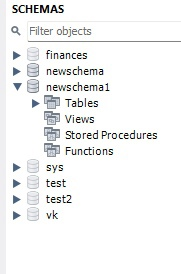 SCHEMAS
Filter objects
finances
newschema
newschema1
Tables
Views
Stored Procedures
Functions
sys
test
test2
vk